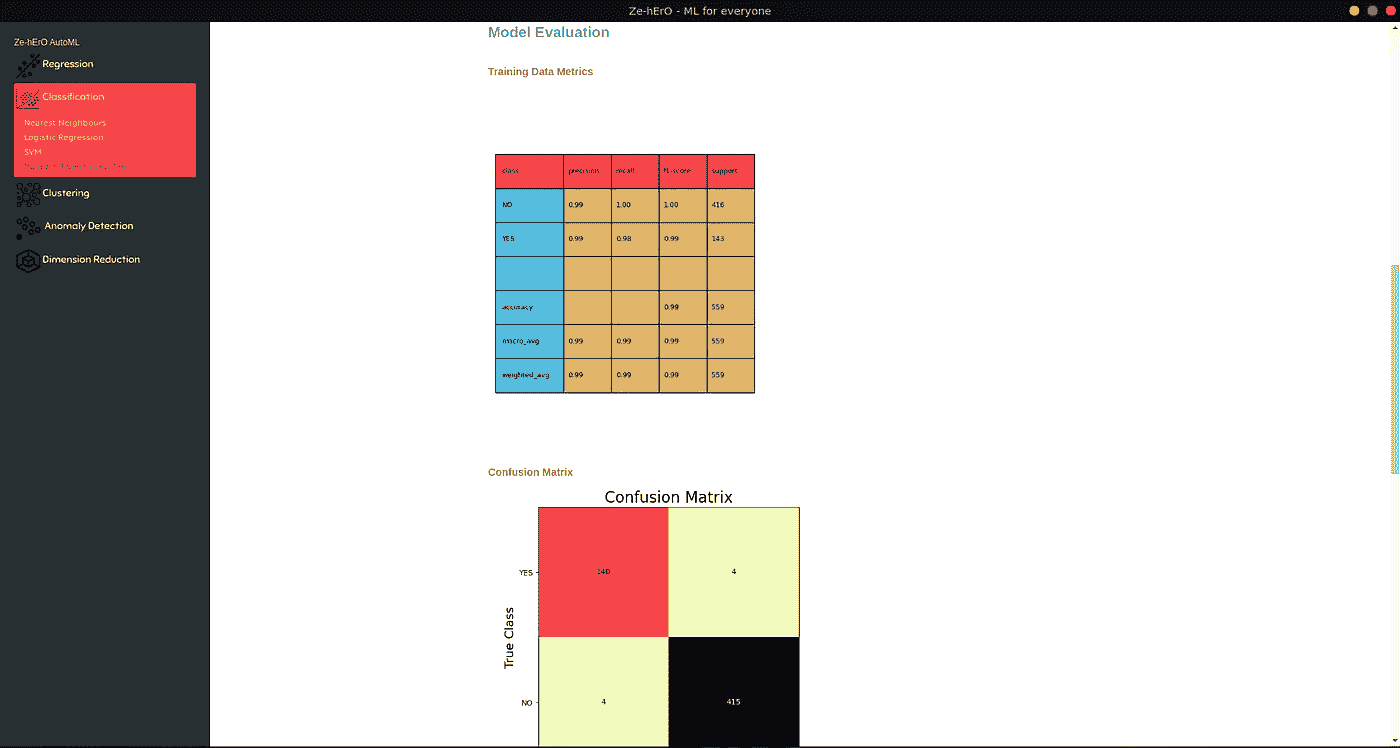 Ze-hErO - ML for everyone
Ze-hErO AutoML
Regression
Classification
Nearest Neighbours
Logistic Regression
SVM
Clustering
Anomaly Detection
Dimension Reduction
Model Evaluation
Training Data Metrics
class precision recall f1-score support
NO 0.99 1.00 1.00 416
YES 0.99 0.98 0.99 143
accuracy 0.99 559
macro_avg 0.99 0.99 0.99 559
weighted_avg 0.99 0.99 0.99 559
Confusion Matrix
Confusion Matrix
YES 140 4
True Class
NO 4 415